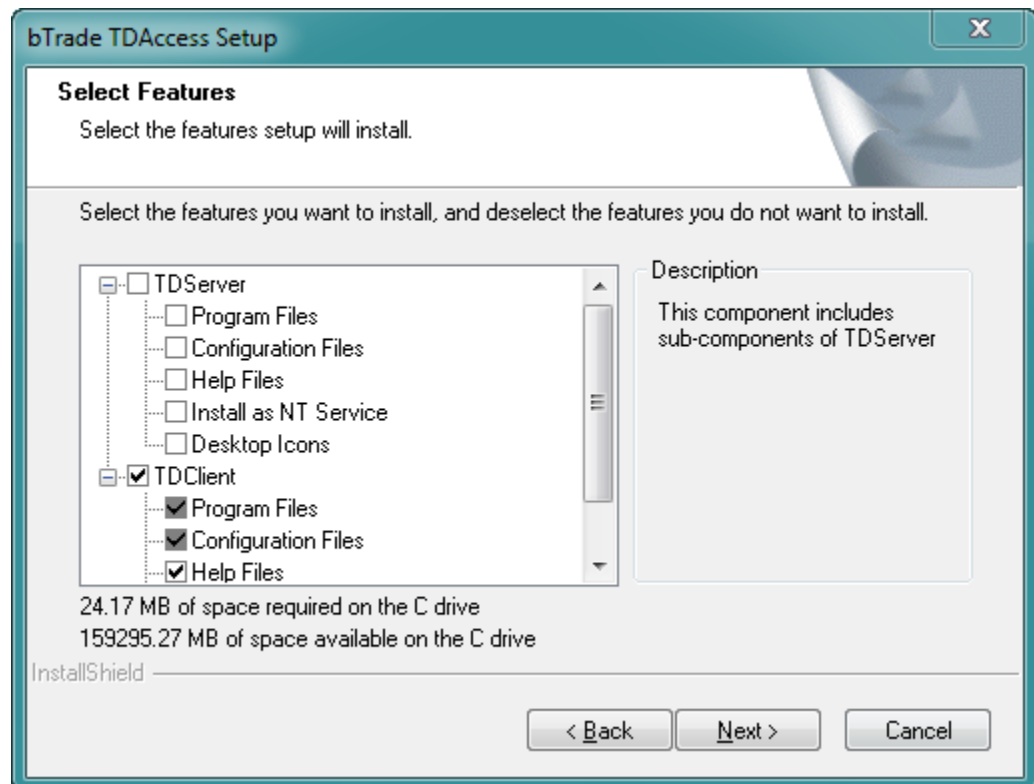 bTrade TDAccess Setup
Select Features
Select the features setup will install.
Select the features you want to install, and deselect the features you do not want to install.
TDServer
Program Files
Configuration Files
Help Files
Install as NT Service
Desktop Icons
TDClient
Program Files
Configuration Files
Help Files
Description
This component includes
sub-components of TDServer
24.17 MB of space required on the C drive
159295.27 MB of space available on the C drive
InstallShield
< Back
Next >
Cancel